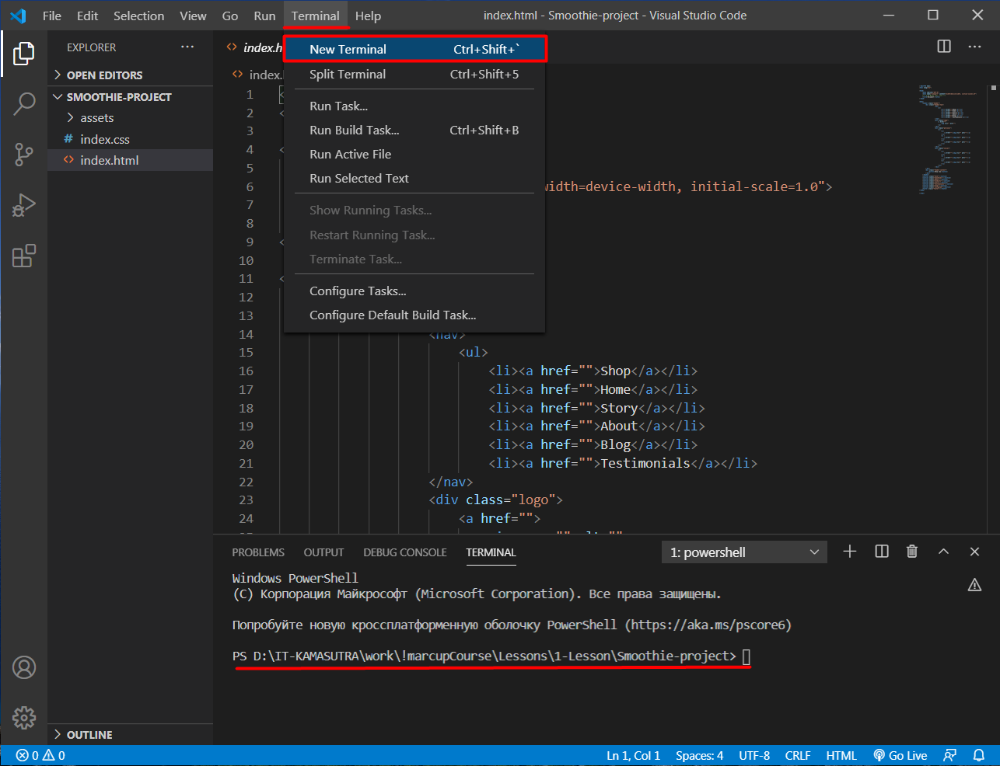 File Edit Selection View Go Run Terminal Help index.html - Smoothie-project - Visual Studio Code
EXPLORER
OPEN EDITORS
SMOOTHIE-PROJECT
assets
# index.css
<> index.html
OUTLINE
<> index.h
<> index.
New Terminal Ctrl+Shift+`
Split Terminal Ctrl+Shift+5
Run Task...
Run Build Task... Ctrl+Shift+B
Run Active File
Run Selected Text
Show Running Tasks...
Restart Running Task...
Terminate Task...
Configure Tasks...
Configure Default Build Task...
1 <
2 <
3
4 <
5
6 width=device-width, initial-scale=1.0">
7
8
9 <
10
11 <
12
13
14 <nav>
15 <ul>
16 <li><a href="">Shop</a></li>
17 <li><a href="">Home</a></li>
18 <li><a href="">Story</a></li>
19 <li><a href="">About</a></li>
20 <li><a href="">Blog</a></li>
21 <li><a href="">Testimonials</a></li>
22 </nav>
23 <div class="logo">
24 <a href="">
PROBLEMS OUTPUT DEBUG CONSOLE TERMINAL 1: powershell
Windows PowerShell
(C) Корпорация Майкрософт (Microsoft Corporation). Все права защищены.
Попробуйте новую кроссплатформенную оболочку PowerShell (https://aka.ms/pscore6)
PS D:\IT-KAMASUTRA\work\!marcupCourse\Lessons\1-Lesson\Smoothie-project>
0 0 Ln 1, Col 1 Spaces: 4 UTF-8 CRLF HTML Go Live